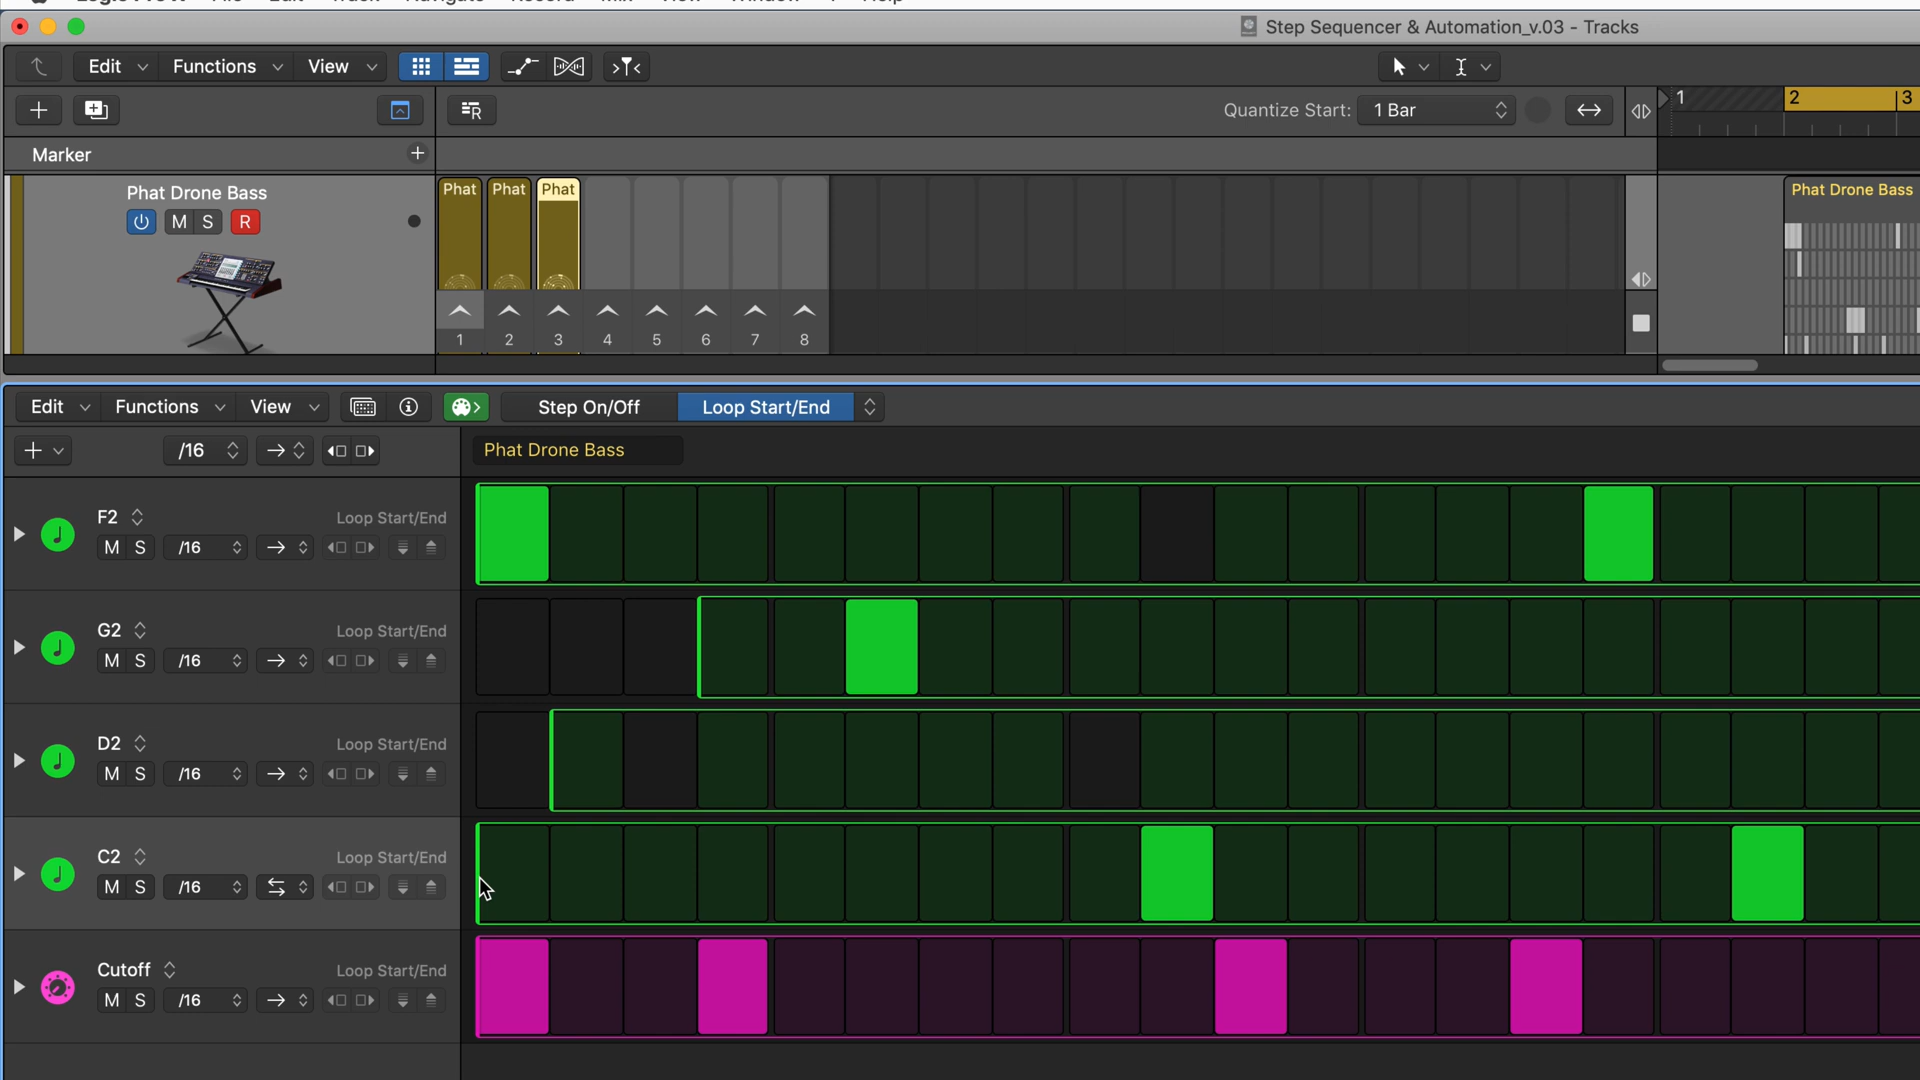 Step Sequencer & Automation_v.03 - Tracks
Edit Functions View
Quantize Start: 1 Bar 1 2 3
Marker
Phat Drone Bass Phat Phat Phat Phat Drone Bass
M S R
1 2 3 4 5 6 7 8
Edit Functions View Step On/Off Loop Start/End
/16 Phat Drone Bass
F2 Loop Start/End
M S /16
G2 Loop Start/End
M S /16
D2 Loop Start/End
M S /16
C2 Loop Start/End
M S /16
Cutoff Loop Start/End
M S /16